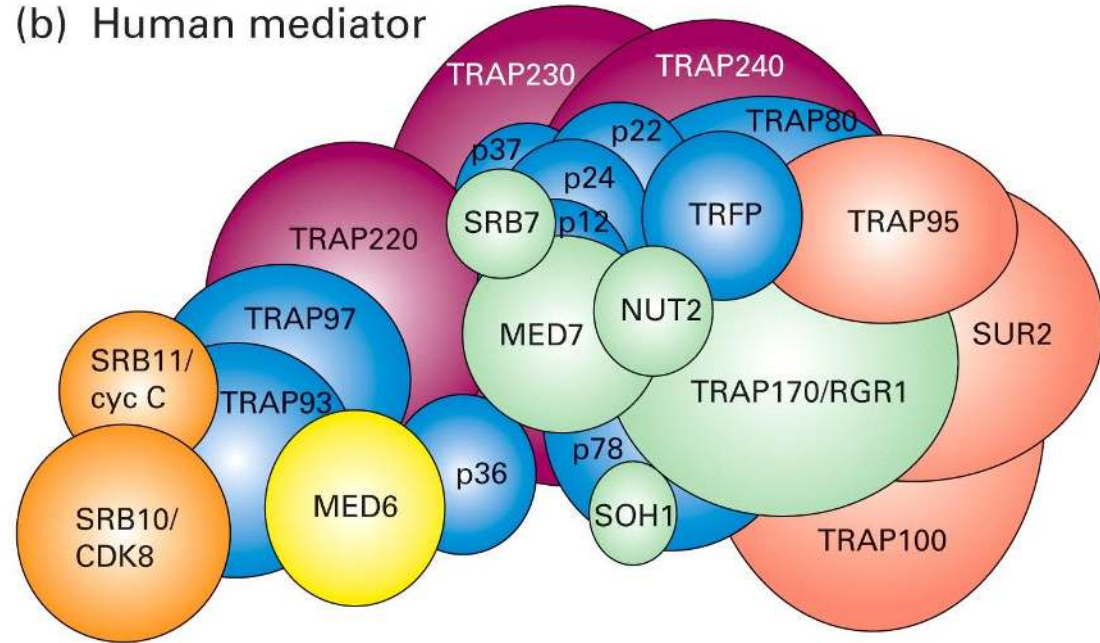 (b) Human mediator
TRAP230
TRAP240
TRAP80
p22
p37
p24
SRB7
p12
TRFP
TRAP95
TRAP220
NUT2
TRAP97
MED7
SUR2
SRB11/
cyc C
TRAP93
TRAP170/RGR1
p78
p36
MED6
SOH1
SRB10/
CDK8
TRAP100